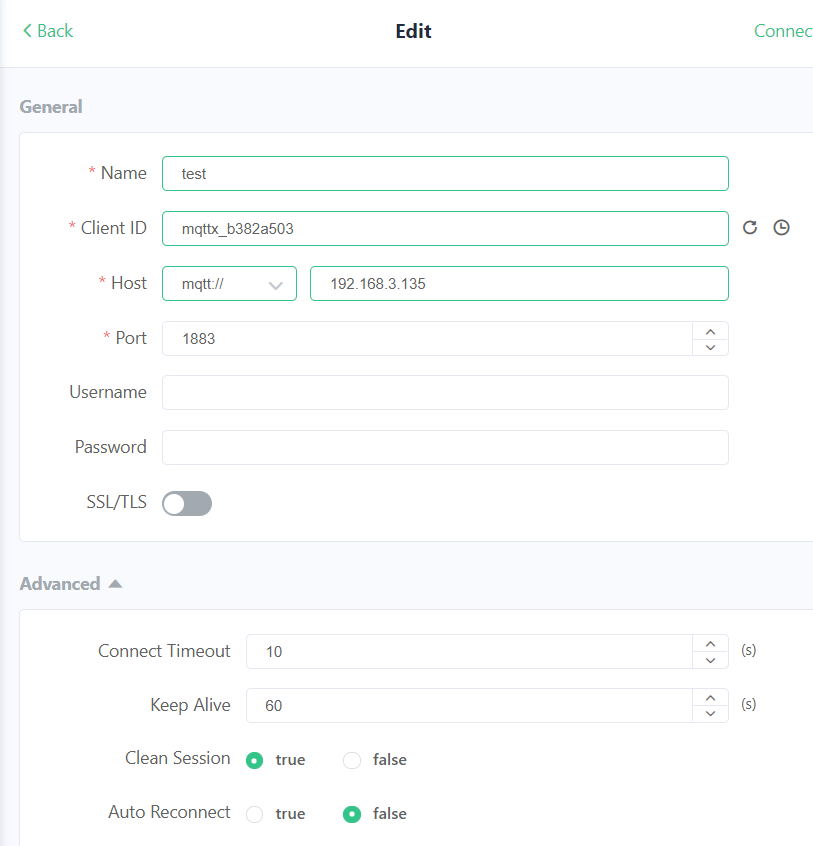 Back Edit Connec
General
* Name test
* Client ID mqttx_b382a503
* Host mqtt:// 192.168.3.135
* Port 1883
Username
Password
SSL/TLS
Advanced
Connect Timeout 10 (s)
Keep Alive 60 (s)
Clean Session true false
Auto Reconnect true false